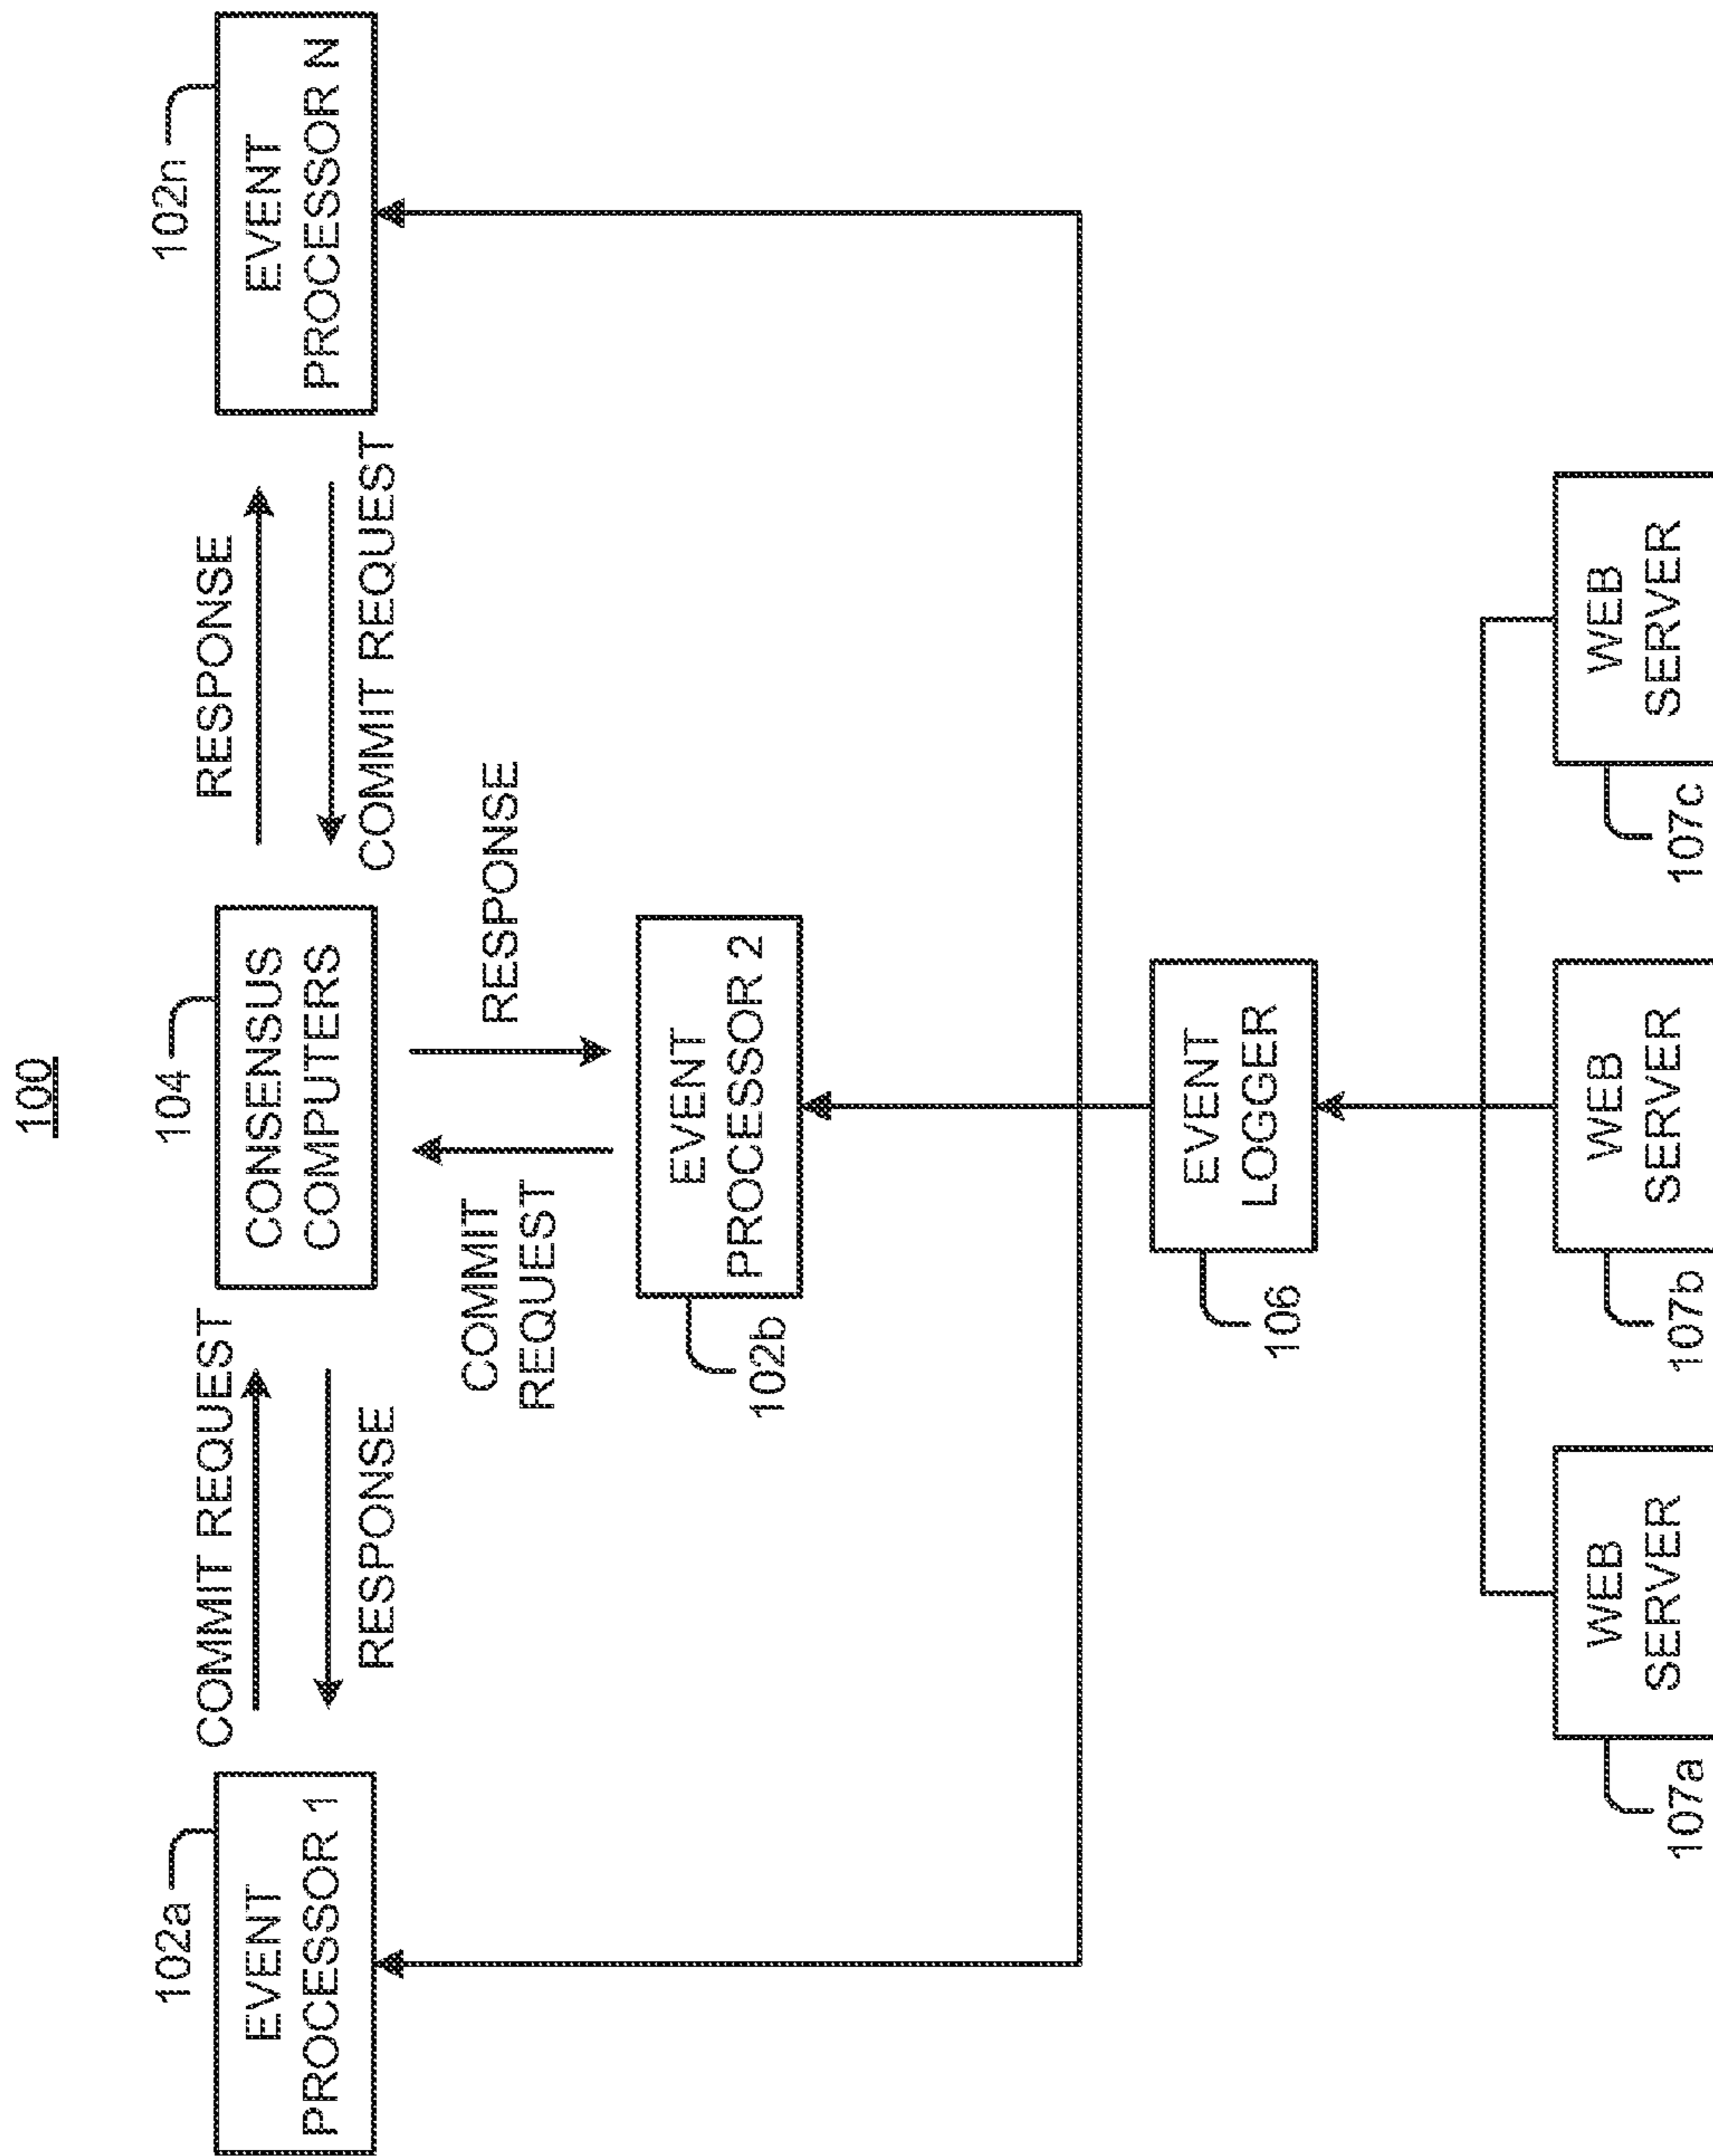 100
102a
104
102n
EVENT
PROCESSOR 1
COMMIT REQUEST
RESPONSE
CONSENSUS
COMPUTERS
RESPONSE
COMMIT REQUEST
EVENT
PROCESSOR N
COMMIT
REQUEST
RESPONSE
EVENT
PROCESSOR 2
102b
EVENT
LOGGER
106
WEB
SERVER
107a
WEB
SERVER
107b
WEB
SERVER
107c